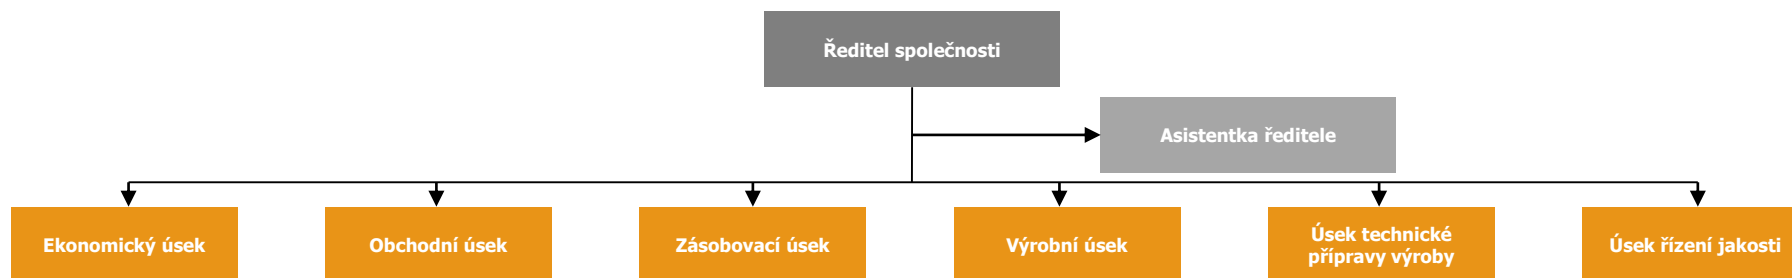 Ředitel společnosti
Asistentka ředitele
Ekonomický úsek
Obchodní úsek
Zásobovací úsek
Výrobní úsek
Úsek technické
přípravy výroby
Úsek řízení jakosti